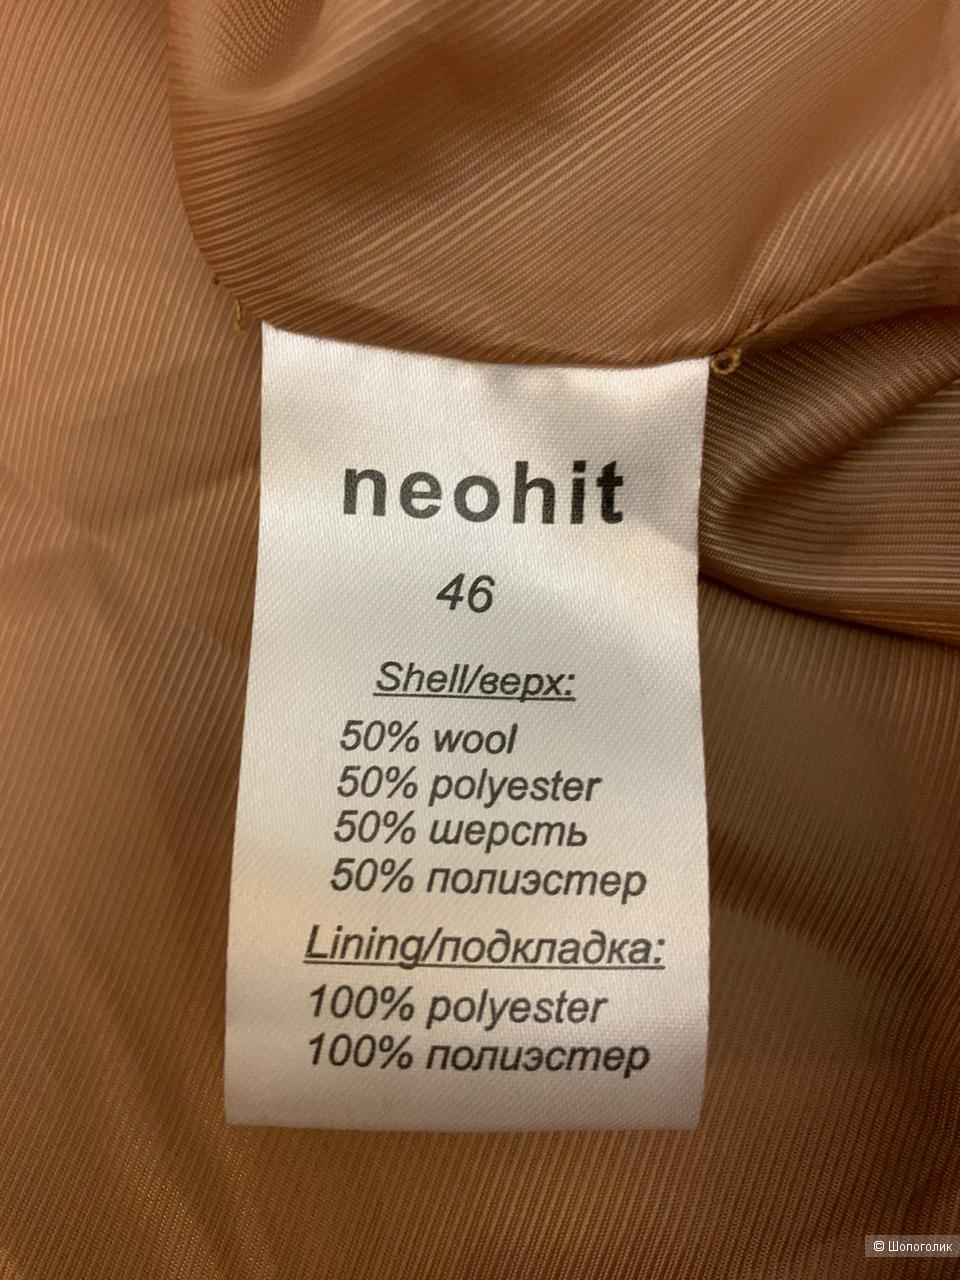 neohit
46
Shell/верх:
50% wool
50% polyester
50% шерсть
50% полиэстер
Lining/подкладка:
100% polyester
100% полиэстер
© Шопоголик